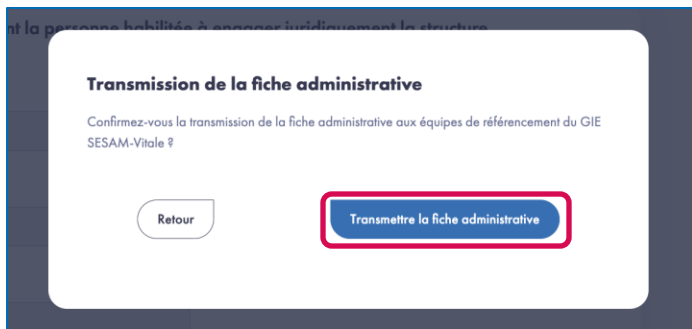 nt la personne habilitée à engager juridiquement la structure
Transmission de la fiche administrative
Confirmez-vous la transmission de la fiche administrative aux équipes de référencement du GIE
SESAM-Vitale ?
Retour
Transmettre la fiche administrative